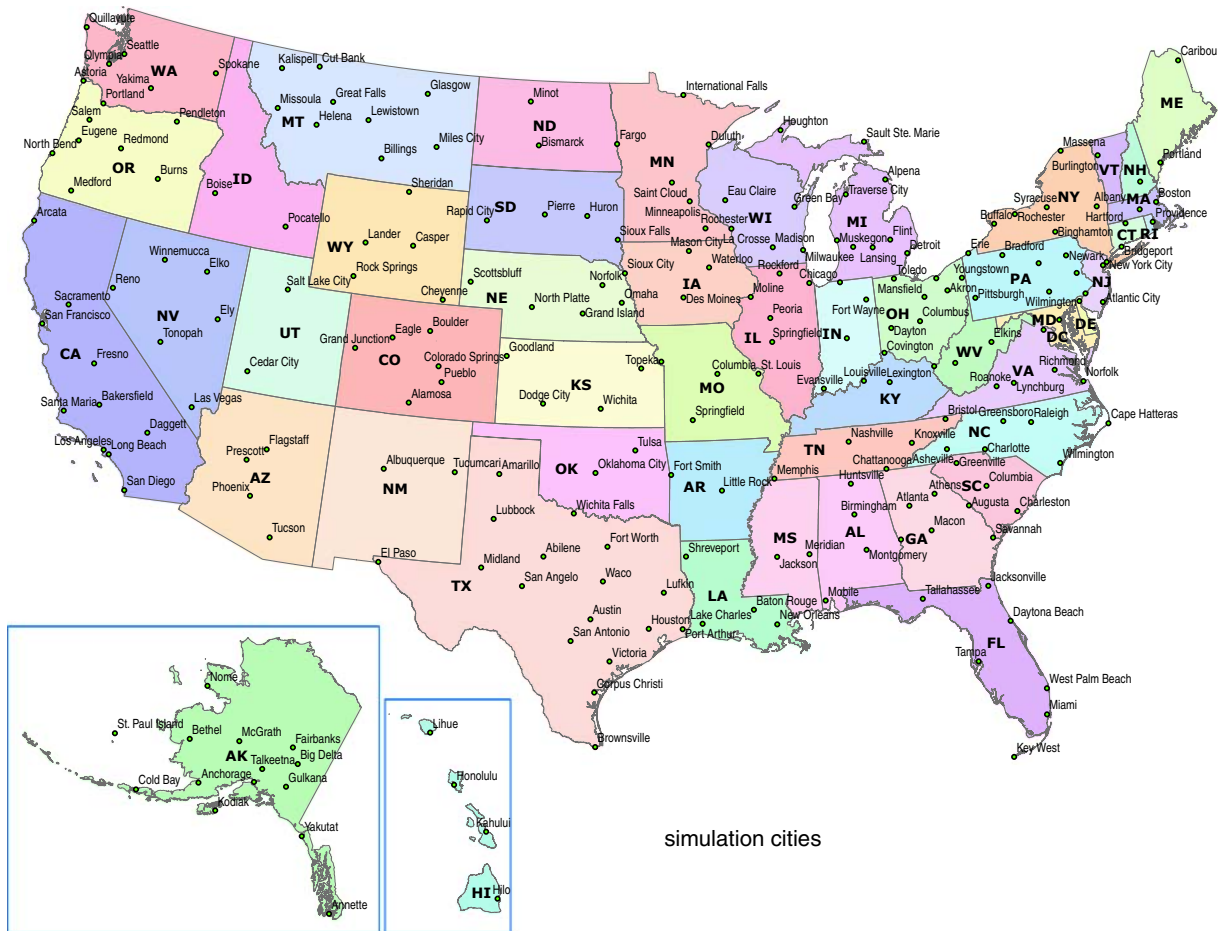 Quillayute
Seattle
Olympia
Astoria
WA
Spokane
Yakima
Portland
Salem
Pendleton
Eugene
Redmond
North Bend
OR
Burns
Medford
ID
Boise
Pocatello
Kalispell
Cut Bank
Glasgow
Missoula
Great Falls
MT
Helena
Lewistown
Billings
Miles City
Minot
ND
Bismarck
Fargo
International Falls
Duluth
MN
Saint Cloud
Minneapolis
Rochester
Houghton
Sault Ste. Marie
Alpena
Eau Claire
Green Bay
WI
La Crosse
Madison
Milwaukee
Traverse City
MI
Muskegon
Flint
Lansing
Detroit
Caribou
ME
Portland
Massena
Burlington
VT
NH
NY
Syracuse
Albany
MA
Boston
Buffalo
Rochester
Hartford
Providence
Binghamton
CT
RI
Bridgeport
Erie
Bradford
PA
Newark
New York City
NJ
Pittsburgh
Wilmington
Atlantic City
Sheridan
WY
Lander
Casper
Rock Springs
Cheyenne
Rapid City
SD
Pierre
Huron
Sioux Falls
Scottsbluff
NE
Norfolk
North Platte
Omaha
Grand Island
Mason City
Sioux City
Waterloo
IA
Des Moines
Rockford
Chicago
Moline
Peoria
Springfield
IL
Fort Wayne
IN
Evansville
Toledo
Youngstown
Mansfield
Akron
OH
Columbus
Dayton
Covington
MD
DC
DE
Elkins
WV
VA
Richmond
Norfolk
Roanoke
Lynchburg
Louisville
Lexington
KY
Arcata
Winnemucca
Elko
Reno
Sacramento
San Francisco
NV
Ely
Tonopah
CA
Fresno
Santa Maria
Bakersfield
Las Vegas
Daggett
Los Angeles
Long Beach
San Diego
Salt Lake City
UT
Cedar City
Boulder
Eagle
Grand Junction
CO
Colorado Springs
Pueblo
Alamosa
Goodland
Topeka
KS
Dodge City
Wichita
Columbia
St. Louis
MO
Springfield
Flagstaff
Prescott
AZ
Phoenix
Tucson
Albuquerque
Tucumcari
NM
El Paso
Amarillo
Tulsa
OK
Oklahoma City
Wichita Falls
Fort Smith
AR
Little Rock
Bristol
Greensboro
Raleigh
Cape Hatteras
NC
Charlotte
Wilmington
Nashville
Knoxville
TN
Chattanooga
Asheville
Greenville
Memphis
Huntsville
SC
Columbia
Athens
Atlanta
Augusta
Charleston
Birmingham
Macon
Savannah
MS
AL
GA
Meridian
Jackson
Montgomery
Lubbock
Midland
Abilene
Fort Worth
TX
San Angelo
Waco
Lufkin
Austin
Houston
San Antonio
Port Arthur
Victoria
Corpus Christi
Brownsville
Shreveport
LA
Baton Rouge
Lake Charles
New Orleans
Mobile
Tallahassee
Jacksonville
Daytona Beach
FL
Tampa
West Palm Beach
Miami
Key West
Nome
St. Paul Island
Bethel
McGrath
Fairbanks
AK
Talkeetna
Big Delta
Cold Bay
Anchorage
Gulkana
Kodiak
Yakutat
Annette
Lihue
Honolulu
Kahului
HI
Hilo
simulation cities